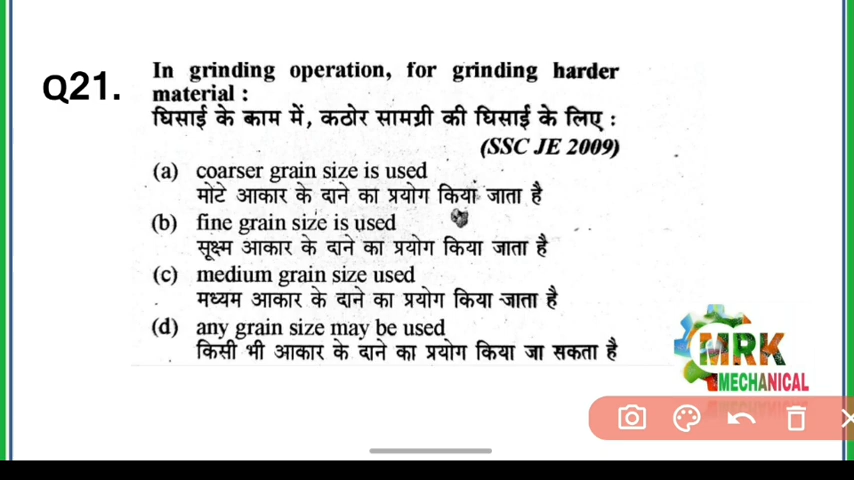 Q21.
In grinding operation, for grinding harder
material :
घिसाई के काम में, कठोर सामग्री की घिसाई के लिए :
(SSC JE 2009)
(a) coarser grain size is used
मोटे आकार के दाने का प्रयोग किया जाता है
(b) fine grain size is used
सूक्ष्म आकार के दाने का प्रयोग किया जाता है
(c) medium grain size used
मध्यम आकार के दाने का प्रयोग किया जाता है
(d) any grain size may be used
किसी भी आकार के दाने का प्रयोग किया जा सकता है
MRK
MECHANICAL